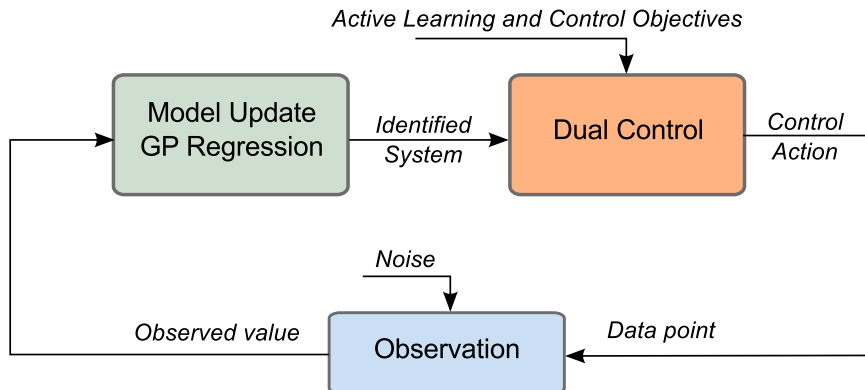 Active Learning and Control Objectives
Model Update
GP Regression
Identified
System
Dual Control
Control
Action
Noise
Observed value
Observation
Data point